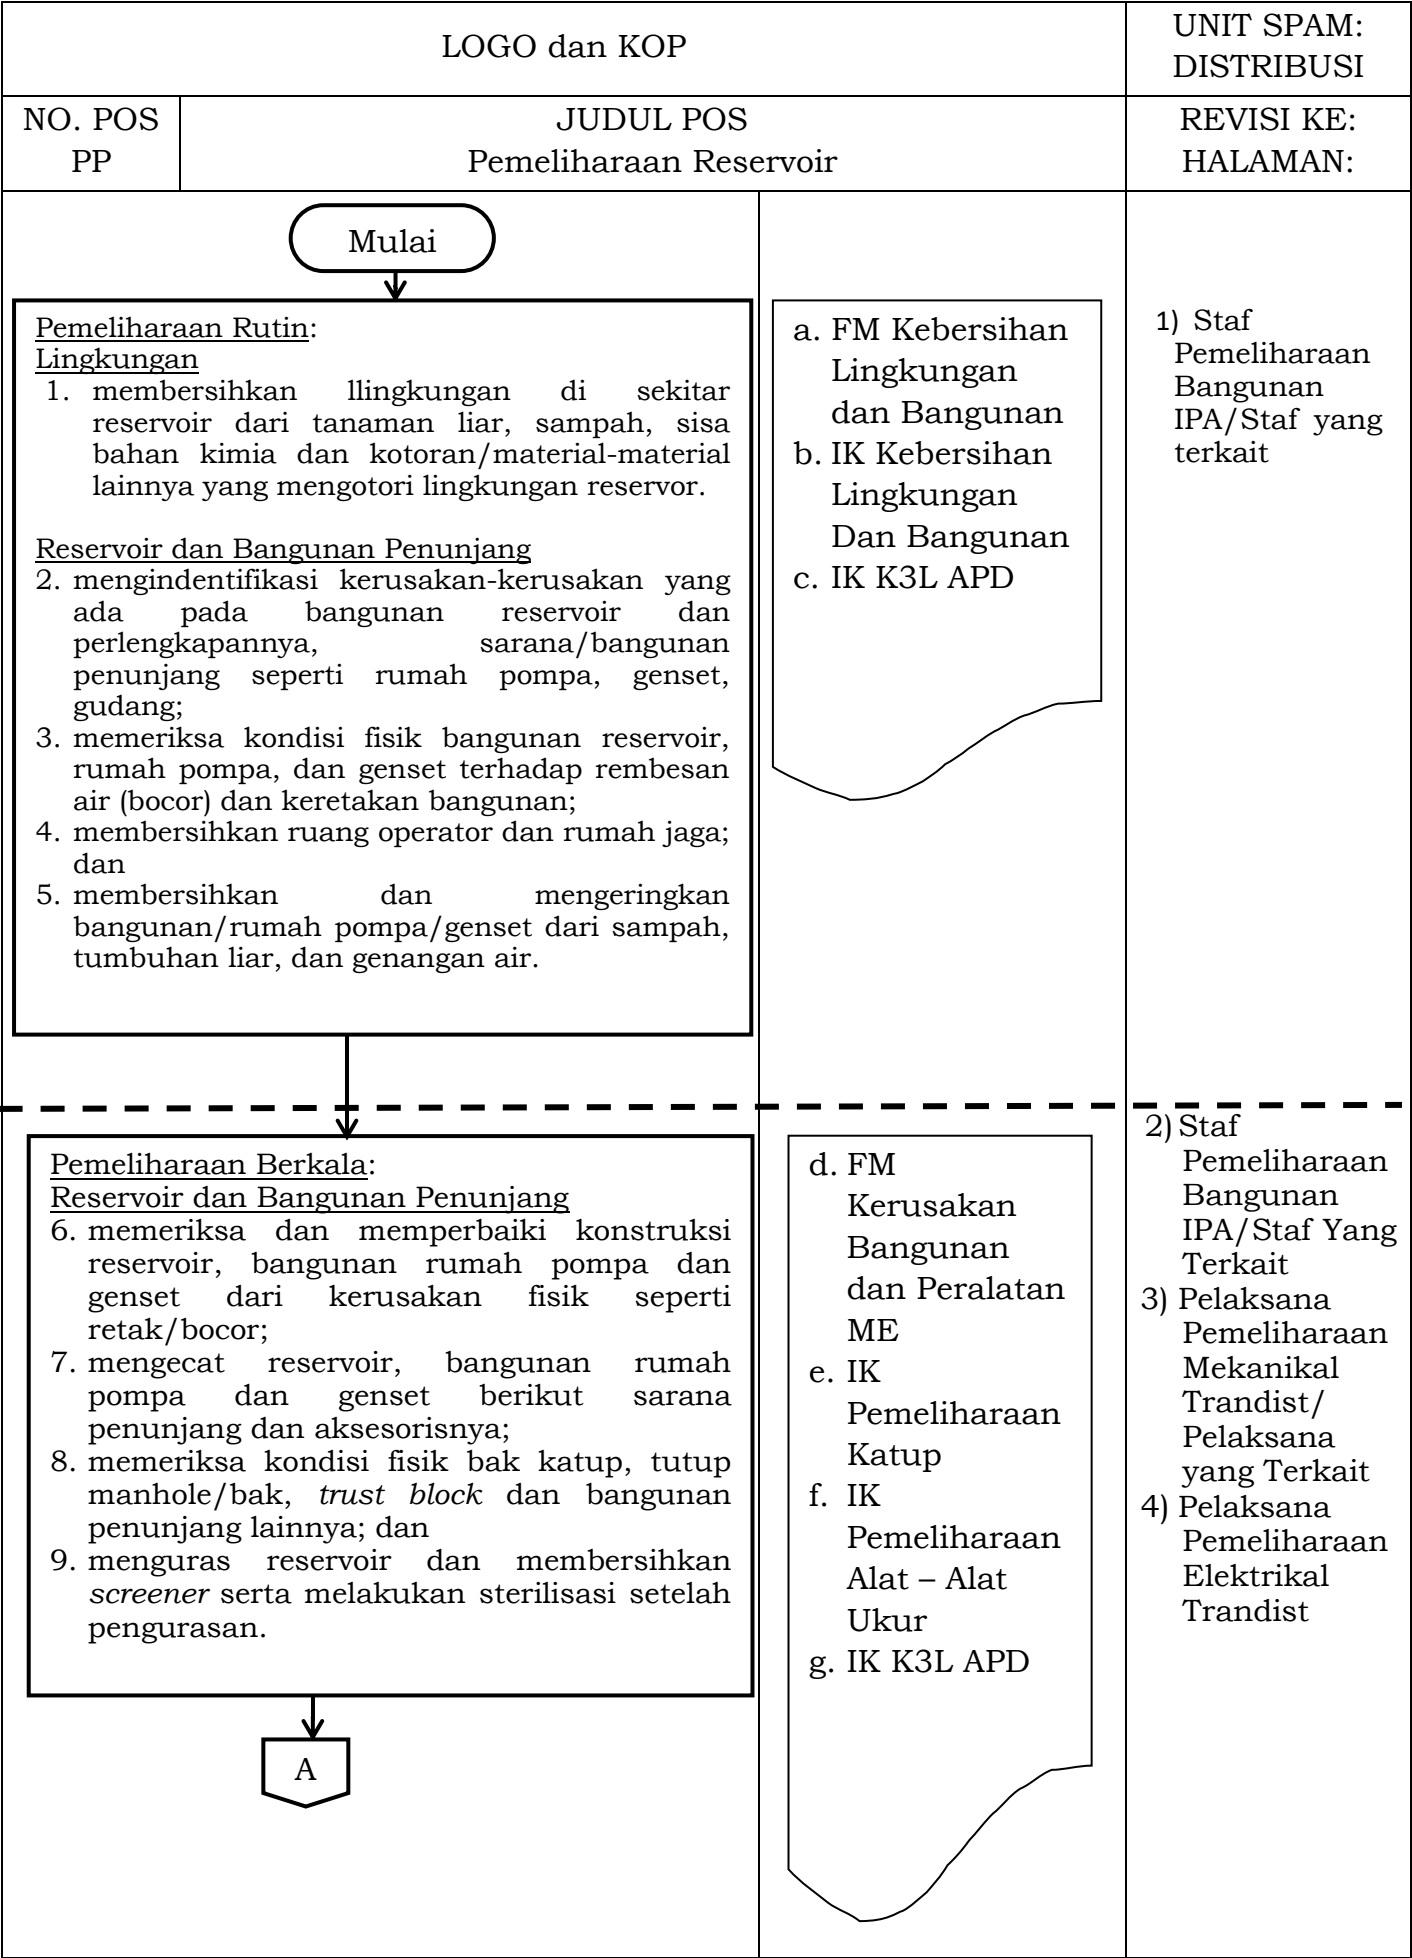 LOGO dan KOP
UNIT SPAM:
DISTRIBUSI
NO. POS
PP
JUDUL POS
Pemeliharaan Reservoir
REVISI KE:
HALAMAN:
Mulai
Pemeliharaan Rutin:
Lingkungan
1. membersihkan llingkungan di sekitar
reservoir dari tanaman liar, sampah, sisa
bahan kimia dan kotoran/material-material
lainnya yang mengotori lingkungan reservor.
Reservoir dan Bangunan Penunjang
2. mengindentifikasi kerusakan-kerusakan yang
ada pada bangunan reservoir dan
perlengkapannya, sarana/bangunan
penunjang seperti rumah pompa, genset,
gudang;
3. memeriksa kondisi fisik bangunan reservoir,
rumah pompa, dan genset terhadap rembesan
air (bocor) dan keretakan bangunan;
4. membersihkan ruang operator dan rumah jaga;
dan
5. membersihkan dan mengeringkan
bangunan/rumah pompa/genset dari sampah,
tumbuhan liar, dan genangan air.
a. FM Kebersihan
Lingkungan
dan Bangunan
b. IK Kebersihan
Lingkungan
Dan Bangunan
c. IK K3L APD
1) Staf
Pemeliharaan
Bangunan
IPA/Staf yang
terkait
Pemeliharaan Berkala:
Reservoir dan Bangunan Penunjang
6. memeriksa dan memperbaiki konstruksi
reservoir, bangunan rumah pompa dan
genset dari kerusakan fisik seperti
retak/bocor;
7. mengecat reservoir, bangunan rumah
pompa dan genset berikut sarana
penunjang dan aksesorisnya;
8. memeriksa kondisi fisik bak katup, tutup
manhole/bak, trust block dan bangunan
penunjang lainnya; dan
9. menguras reservoir dan membersihkan
screener serta melakukan sterilisasi setelah
pengurasan.
A
d. FM
Kerusakan
Bangunan
dan Peralatan
ME
e. IK
Pemeliharaan
Katup
f. IK
Pemeliharaan
Alat – Alat
Ukur
g. IK K3L APD
2) Staf
Pemeliharaan
Bangunan
IPA/Staf Yang
Terkait
3) Pelaksana
Pemeliharaan
Mekanikal
Trandist/
Pelaksana
yang Terkait
4) Pelaksana
Pemeliharaan
Elektrikal
Trandist